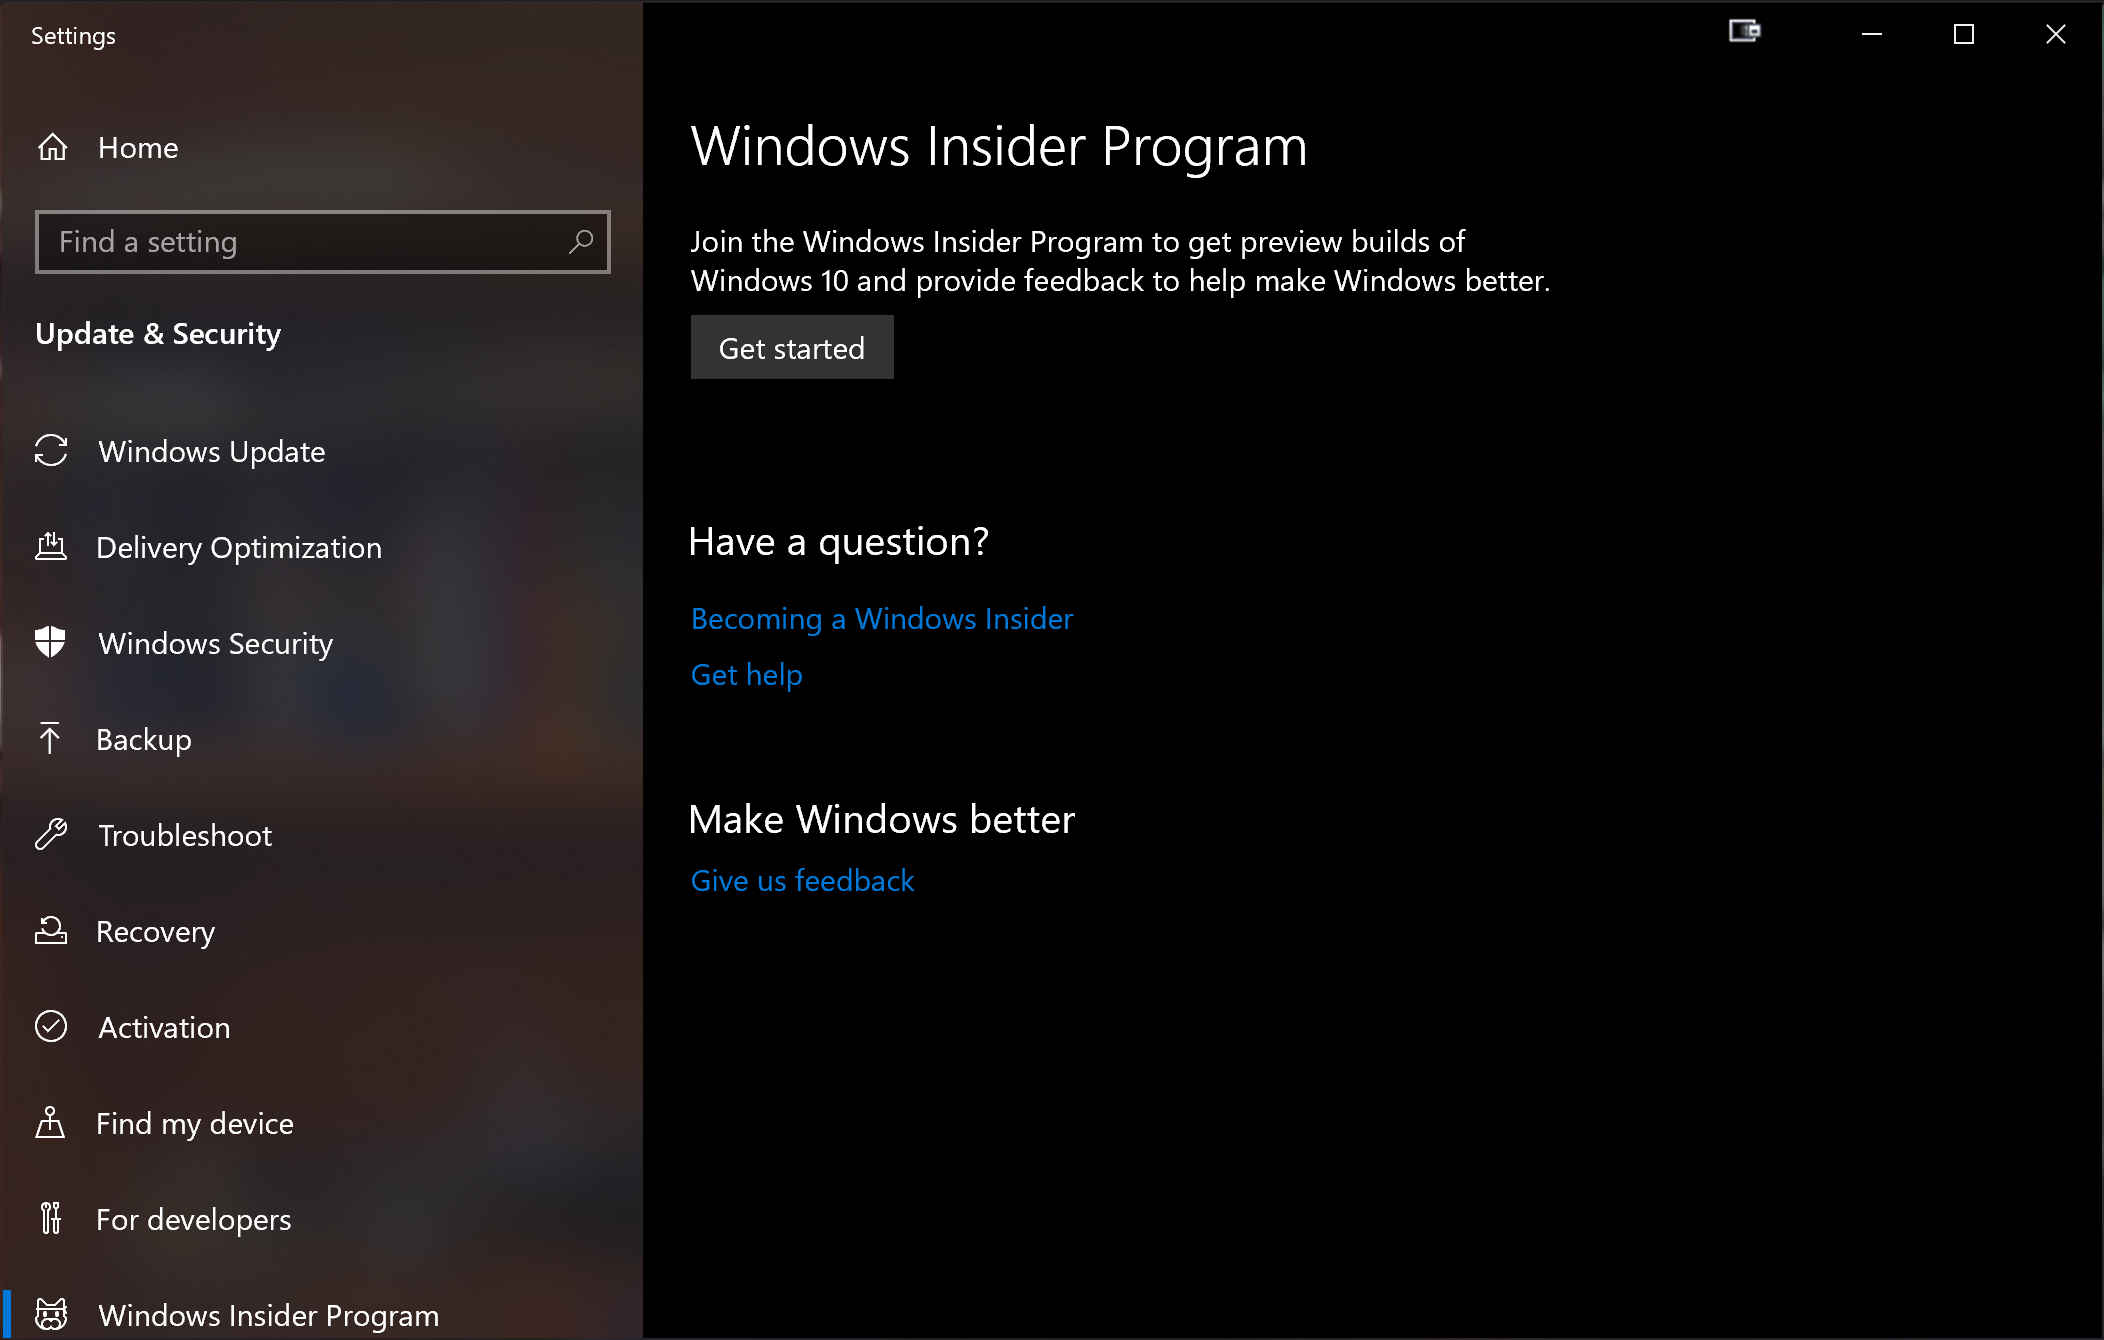 Settings
Home
Find a setting
Update & Security
Windows Update
Delivery Optimization
Windows Security
Backup
Troubleshoot
Recovery
Activation
Find my device
For developers
Windows Insider Program
Windows Insider Program
Join the Windows Insider Program to get preview builds of
Windows 10 and provide feedback to help make Windows better.
Get started
Have a question?
Becoming a Windows Insider
Get help
Make Windows better
Give us feedback